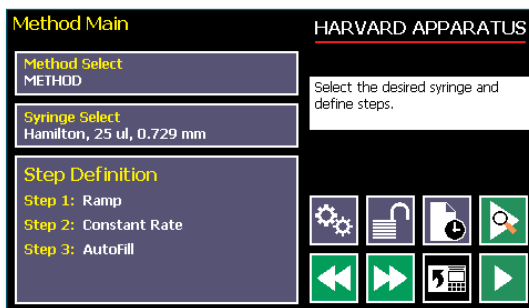 Method Main
HARVARD APPARATUS
Method Select
METHOD
Select the desired syringe and
define steps.
Syringe Select
Hamilton, 25 ul, 0.729 mm
Step Definition
Step 1: Ramp
Step 2: Constant Rate
Step 3: AutoFill